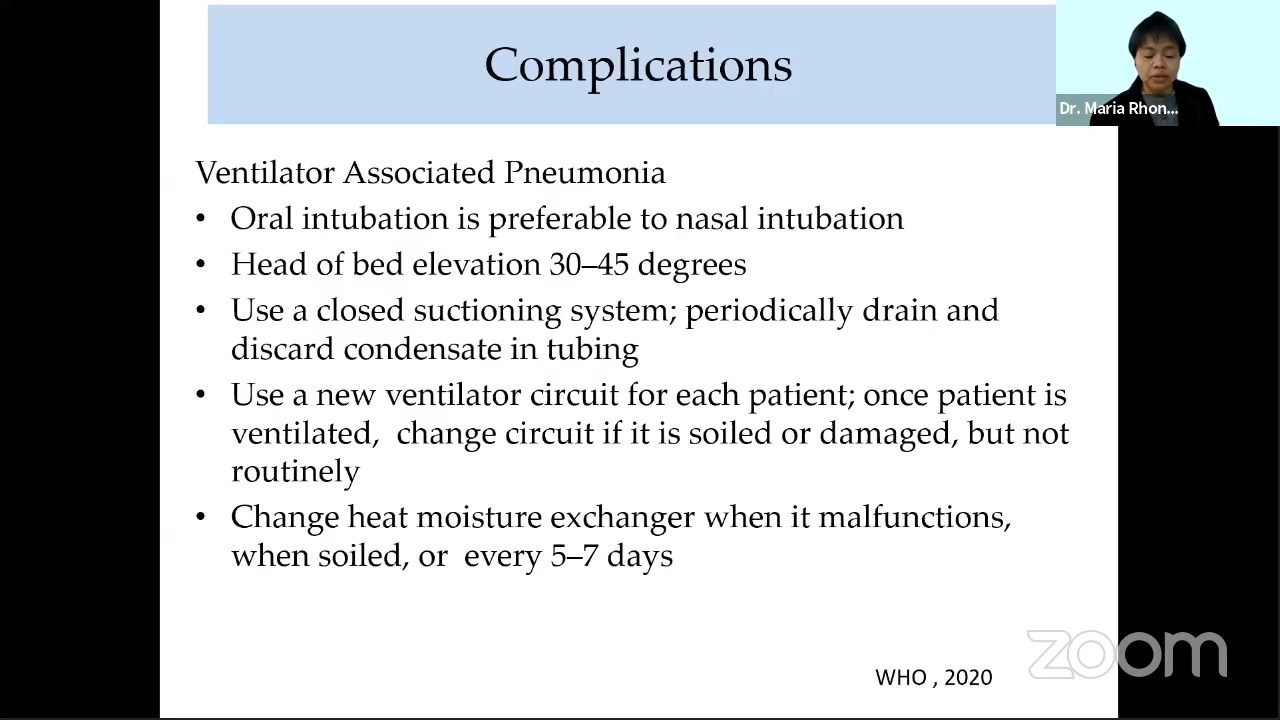 Complications
Dr. Maria Rhon...
Ventilator Associated Pneumonia
• Oral intubation is preferable to nasal intubation
• Head of bed elevation 30–45 degrees
• Use a closed suctioning system; periodically drain and
discard condensate in tubing
• Use a new ventilator circuit for each patient; once patient is
ventilated,  change circuit if it is soiled or damaged, but not
routinely
• Change heat moisture exchanger when it malfunctions,
when soiled, or  every 5–7 days
zoom
WHO , 2020